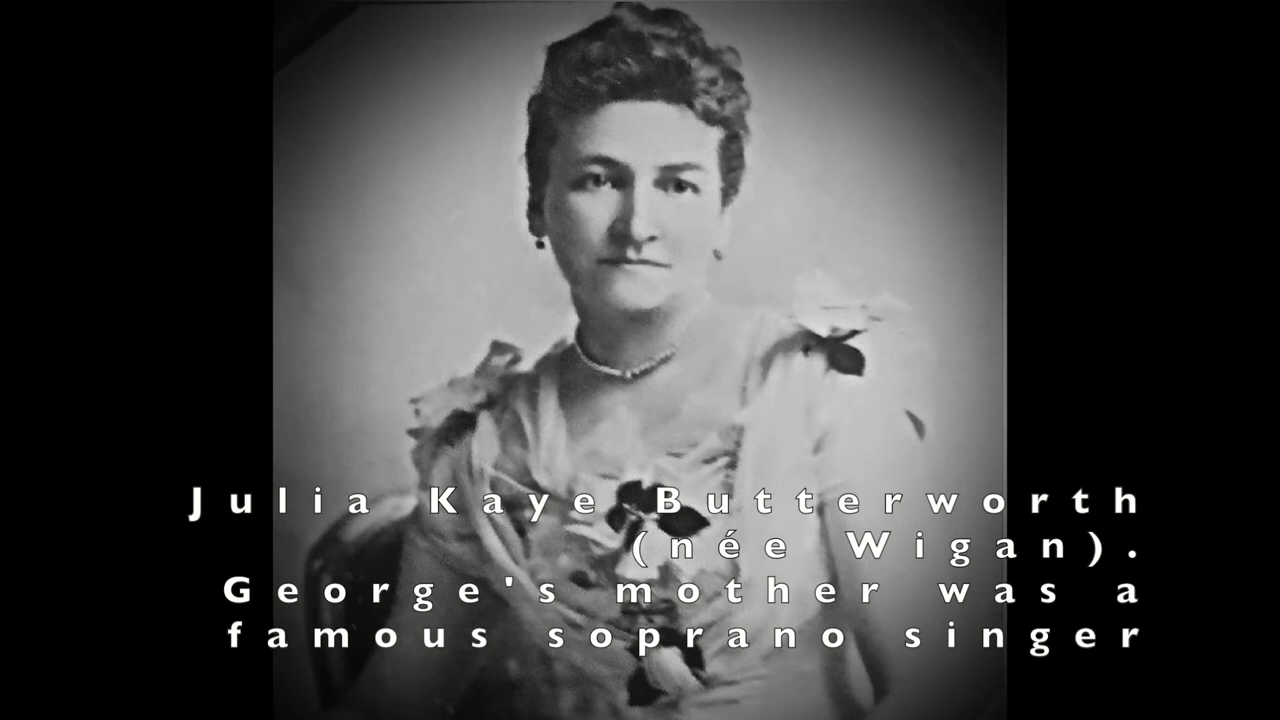 Julia Kaye Butterworth
(née Wigan).
George's mother was a
famous soprano singer